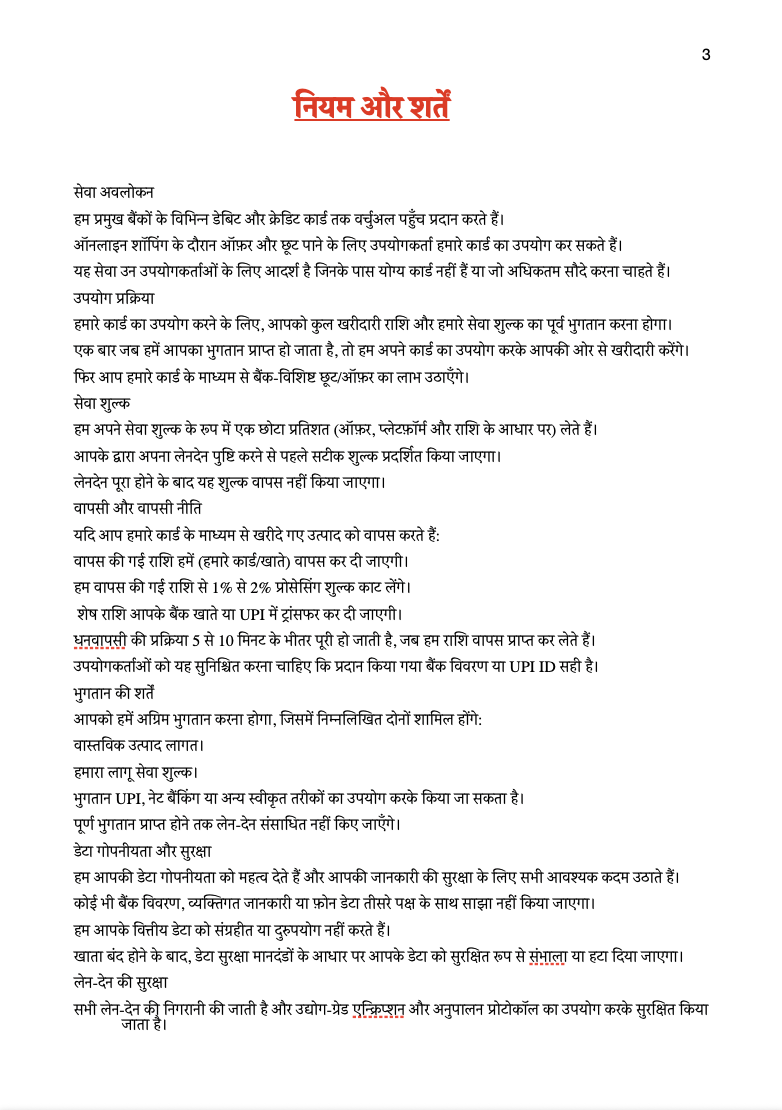 3
नियम और शर्तें
सेवा अवलोकन
हम प्रमुख बैंकों के विभिन्न डेबिट और क्रेडिट कार्ड तक वर्चुअल पहुँच प्रदान करते हैं।
ऑनलाइन शॉपिंग के दौरान ऑफ़र और छूट पाने के लिए उपयोगकर्ता हमारे कार्ड का उपयोग कर सकते हैं।
यह सेवा उन उपयोगकर्ताओं के लिए आदर्श है जिनके पास योग्य कार्ड नहीं हैं या जो अधिकतम सौदे करना चाहते हैं।
उपयोग प्रक्रिया
हमारे कार्ड का उपयोग करने के लिए, आपको कुल खरीदारी राशि और हमारे सेवा शुल्क का पूर्व भुगतान करना होगा।
एक बार जब हमें आपका भुगतान प्राप्त हो जाता है, तो हम अपने कार्ड का उपयोग करके आपकी ओर से खरीदारी करेंगे।
फिर आप हमारे कार्ड के माध्यम से बैंक-विशिष्ट छूट/ऑफ़र का लाभ उठाएँगे।
सेवा शुल्क
हम अपने सेवा शुल्क के रूप में एक छोटा प्रतिशत (ऑफ़र, प्लेटफ़ॉर्म और राशि के आधार पर) लेते हैं।
आपके द्वारा अपना लेनदेन पुष्टि करने से पहले सटीक शुल्क प्रदर्शित किया जाएगा।
लेनदेन पूरा होने के बाद यह शुल्क वापस नहीं किया जाएगा।
वापसी और वापसी नीति
यदि आप हमारे कार्ड के माध्यम से खरीदे गए उत्पाद को वापस करते हैं:
वापस की गई राशि हमें (हमारे कार्ड/खाते) वापस कर दी जाएगी।
हम वापस की गई राशि से 1% से 2% प्रोसेसिंग शुल्क काट लेंगे।
शेष राशि आपके बैंक खाते या UPI में ट्रांसफर कर दी जाएगी।
धनवापसी की प्रक्रिया 5 से 10 मिनट के भीतर पूरी हो जाती है, जब हम राशि वापस प्राप्त कर लेते हैं।
उपयोगकर्ताओं को यह सुनिश्चित करना चाहिए कि प्रदान किया गया बैंक विवरण या UPI ID सही है।
भुगतान की शर्तें
आपको हमें अग्रिम भुगतान करना होगा, जिसमें निम्नलिखित दोनों शामिल होंगे:
वास्तविक उत्पाद लागत।
हमारा लागू सेवा शुल्क।
भुगतान UPI, नेट बैंकिंग या अन्य स्वीकृत तरीकों का उपयोग करके किया जा सकता है।
पूर्ण भुगतान प्राप्त होने तक लेन-देन संसाधित नहीं किए जाएँगे।
डेटा गोपनीयता और सुरक्षा
हम आपकी डेटा गोपनीयता को महत्व देते हैं और आपकी जानकारी की सुरक्षा के लिए सभी आवश्यक कदम उठाते हैं।
कोई भी बैंक विवरण, व्यक्तिगत जानकारी या फ़ोन डेटा तीसरे पक्ष के साथ साझा नहीं किया जाएगा।
हम आपके वित्तीय डेटा को संग्रहीत या दुरुपयोग नहीं करते हैं।
खाता बंद होने के बाद, डेटा सुरक्षा मानदंडों के आधार पर आपके डेटा को सुरक्षित रूप से संभाला या हटा दिया जाएगा।
लेन-देन की सुरक्षा
सभी लेन-देन की निगरानी की जाती है और उद्योग-ग्रेड एन्क्रिप्शन और अनुपालन प्रोटोकॉल का उपयोग करके सुरक्षित किया
जाता है।